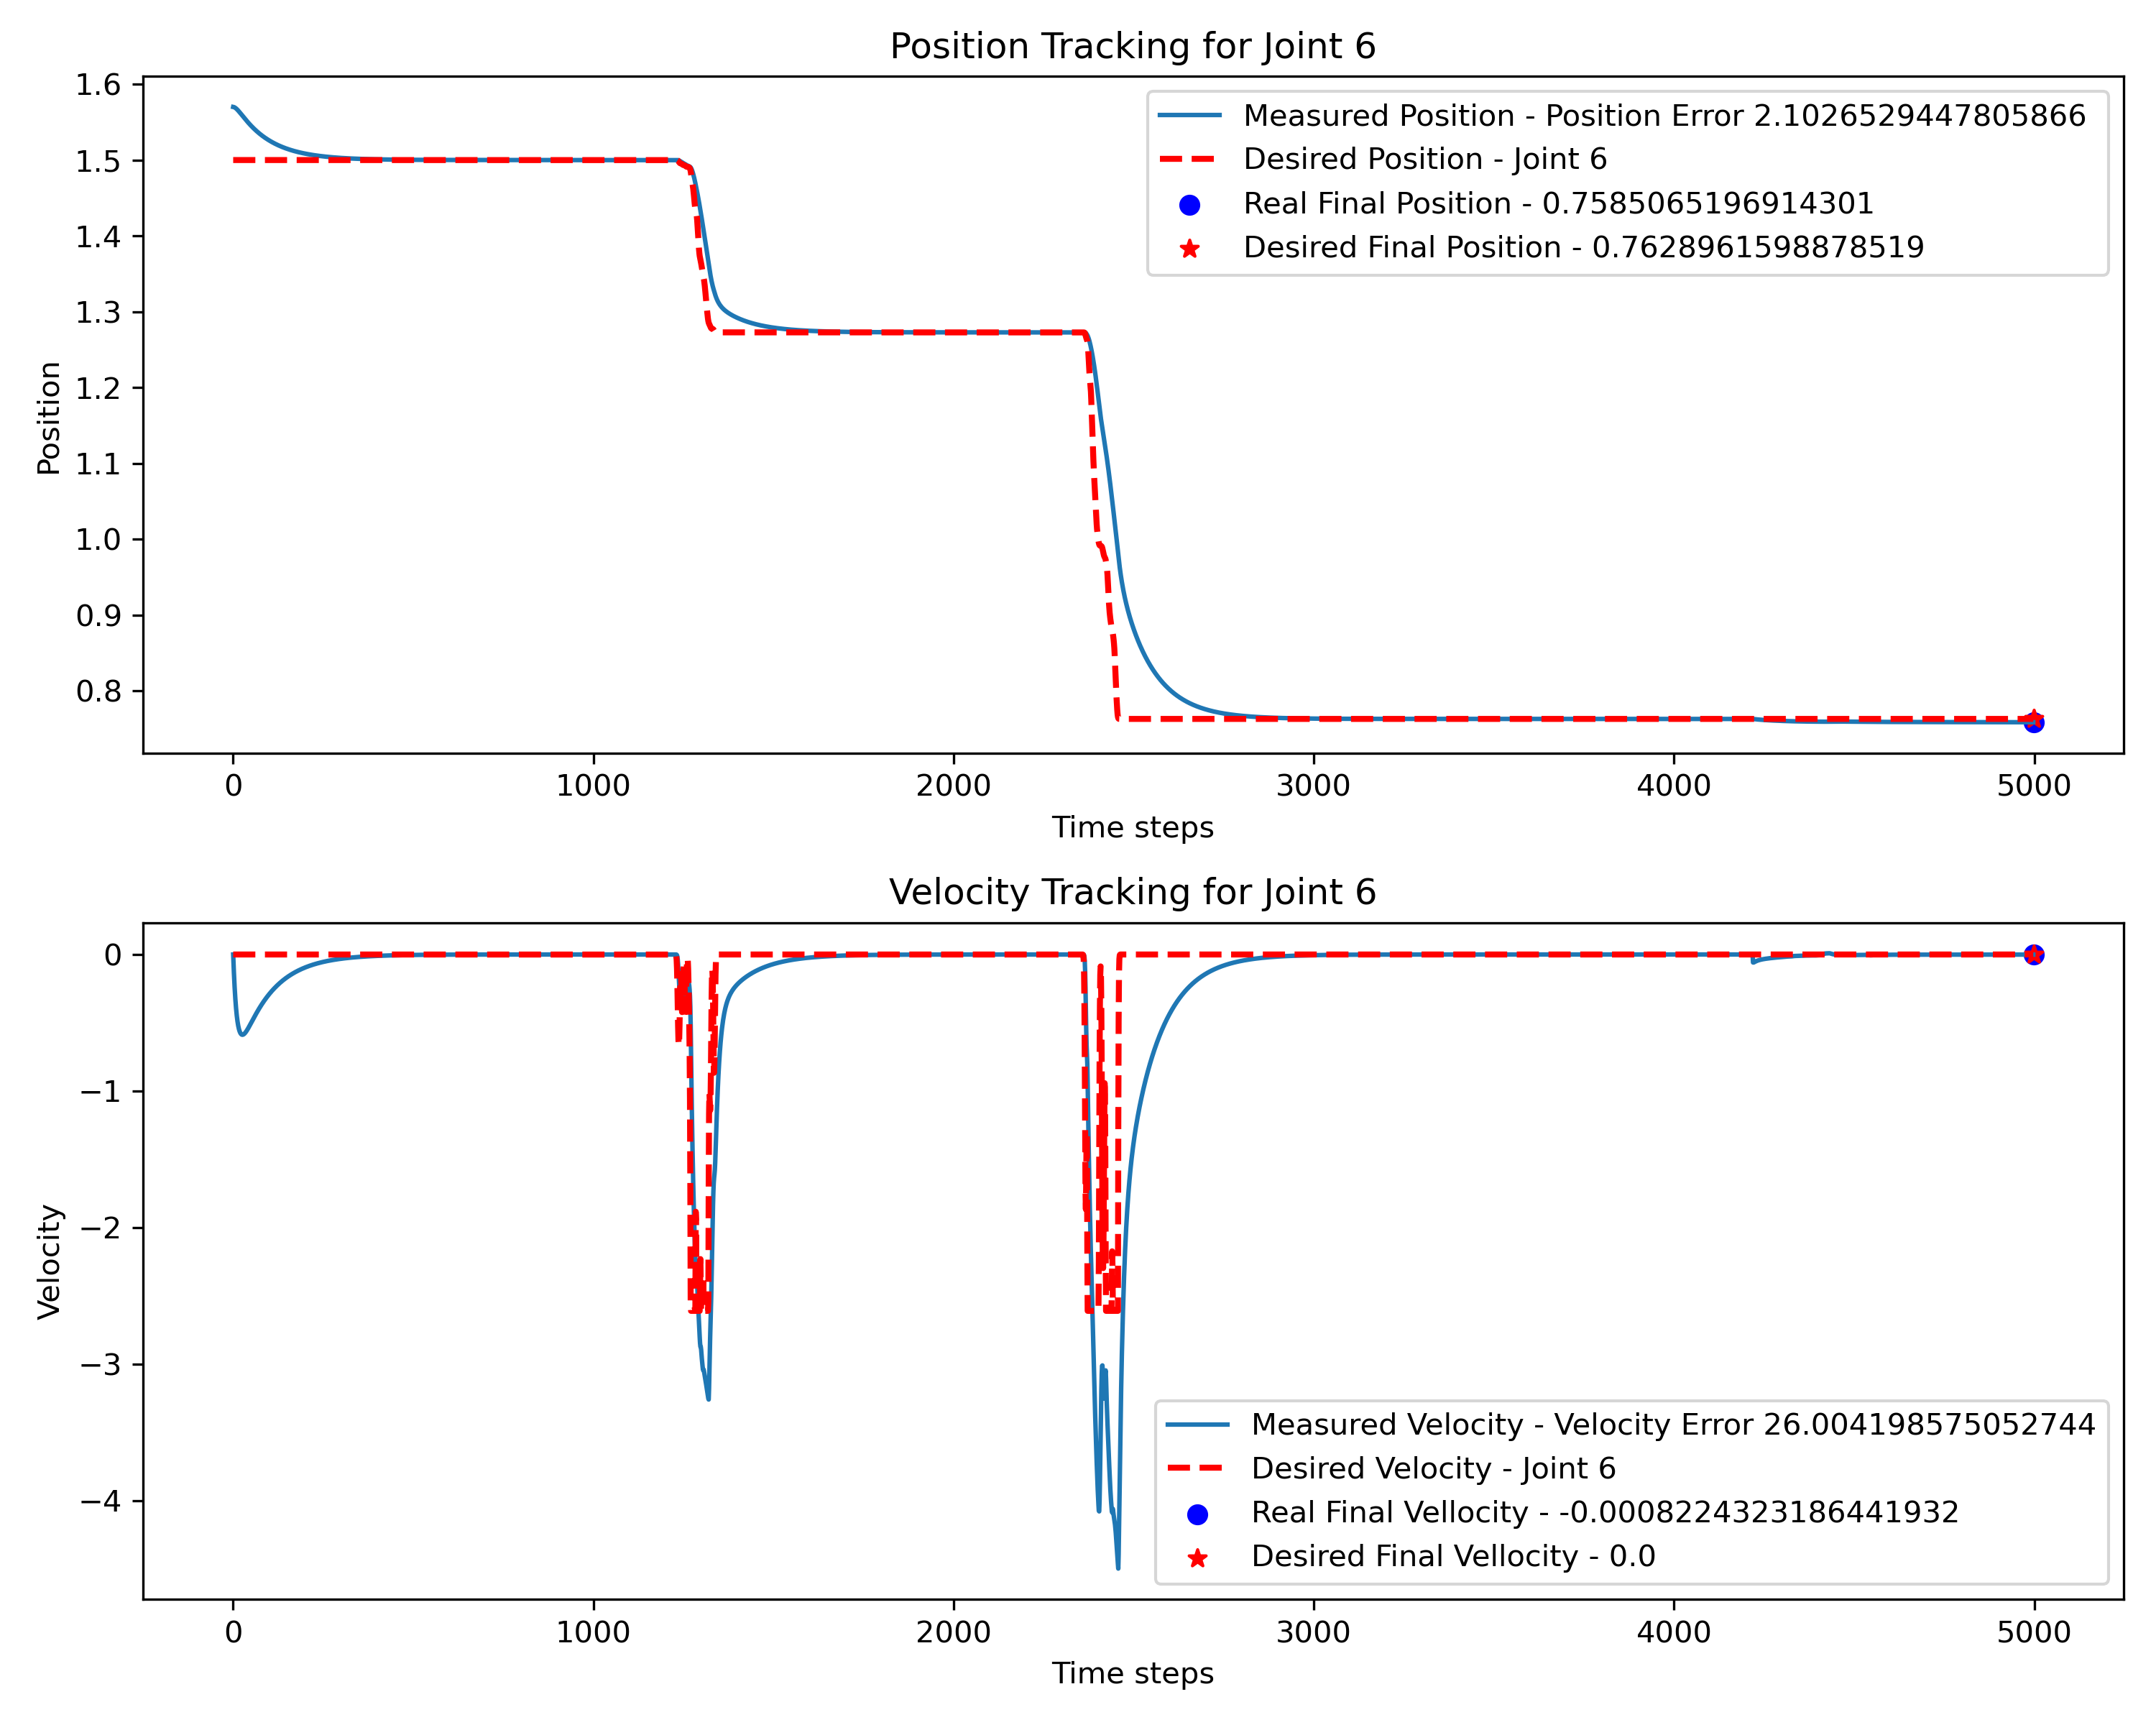 Position Tracking for Joint 6
1.6
1.5
1.4
1.3
1.2
1.1
1.0
0.9
0.8
Position
Measured Position - Position Error 2.1026529447805866
Desired Position - Joint 6
Real Final Position - 0.7585065196914301
Desired Final Position - 0.7628961598878519
0 1000 2000 3000 4000 5000
Time steps
Velocity Tracking for Joint 6
0
−1
−2
−3
−4
Velocity
Measured Velocity - Velocity Error 26.004198575052744
Desired Velocity - Joint 6
Real Final Vellocity - -0.0008224323186441932
Desired Final Vellocity - 0.0
0 1000 2000 3000 4000 5000
Time steps